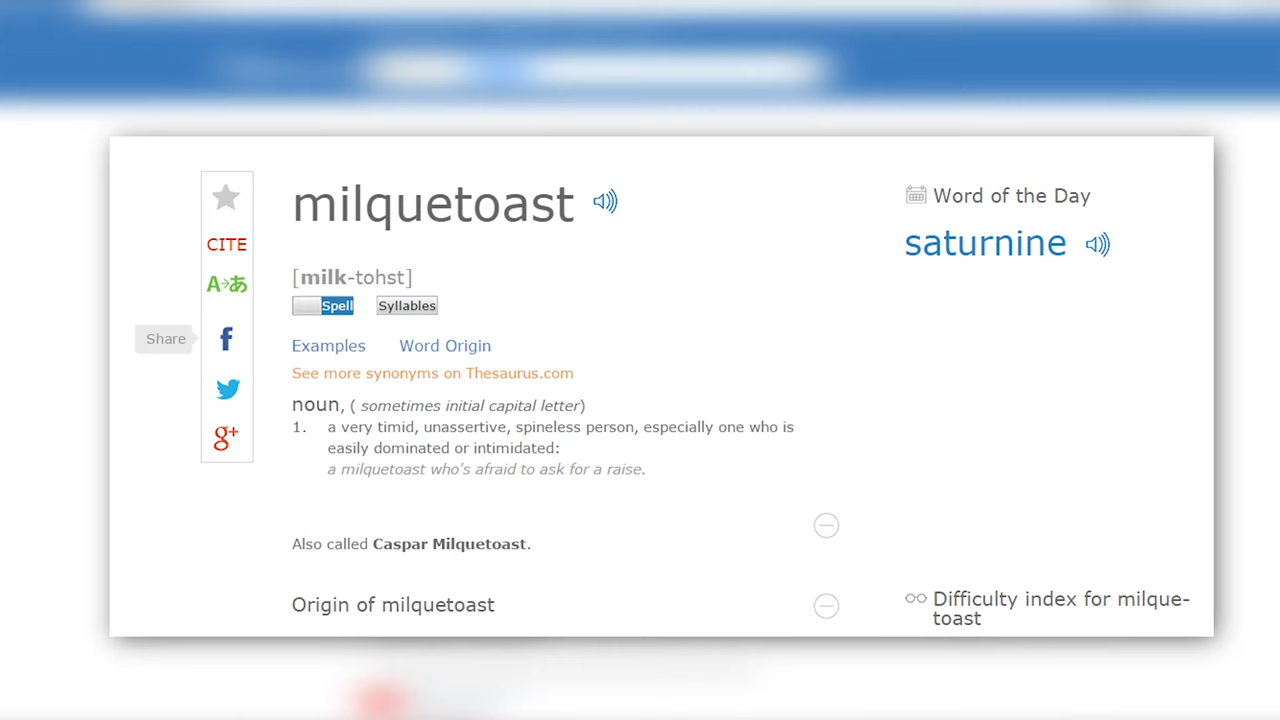 milquetoast
Word of the Day
saturnine
CITE
A→あ
Share
[milk-tohst]
Spell Syllables
Examples Word Origin
See more synonyms on Thesaurus.com
noun, ( sometimes initial capital letter)
1. a very timid, unassertive, spineless person, especially one who is
easily dominated or intimidated:
a milquetoast who's afraid to ask for a raise.
Also called Caspar Milquetoast.
Origin of milquetoast
Difficulty index for milque-
toast
f
g+